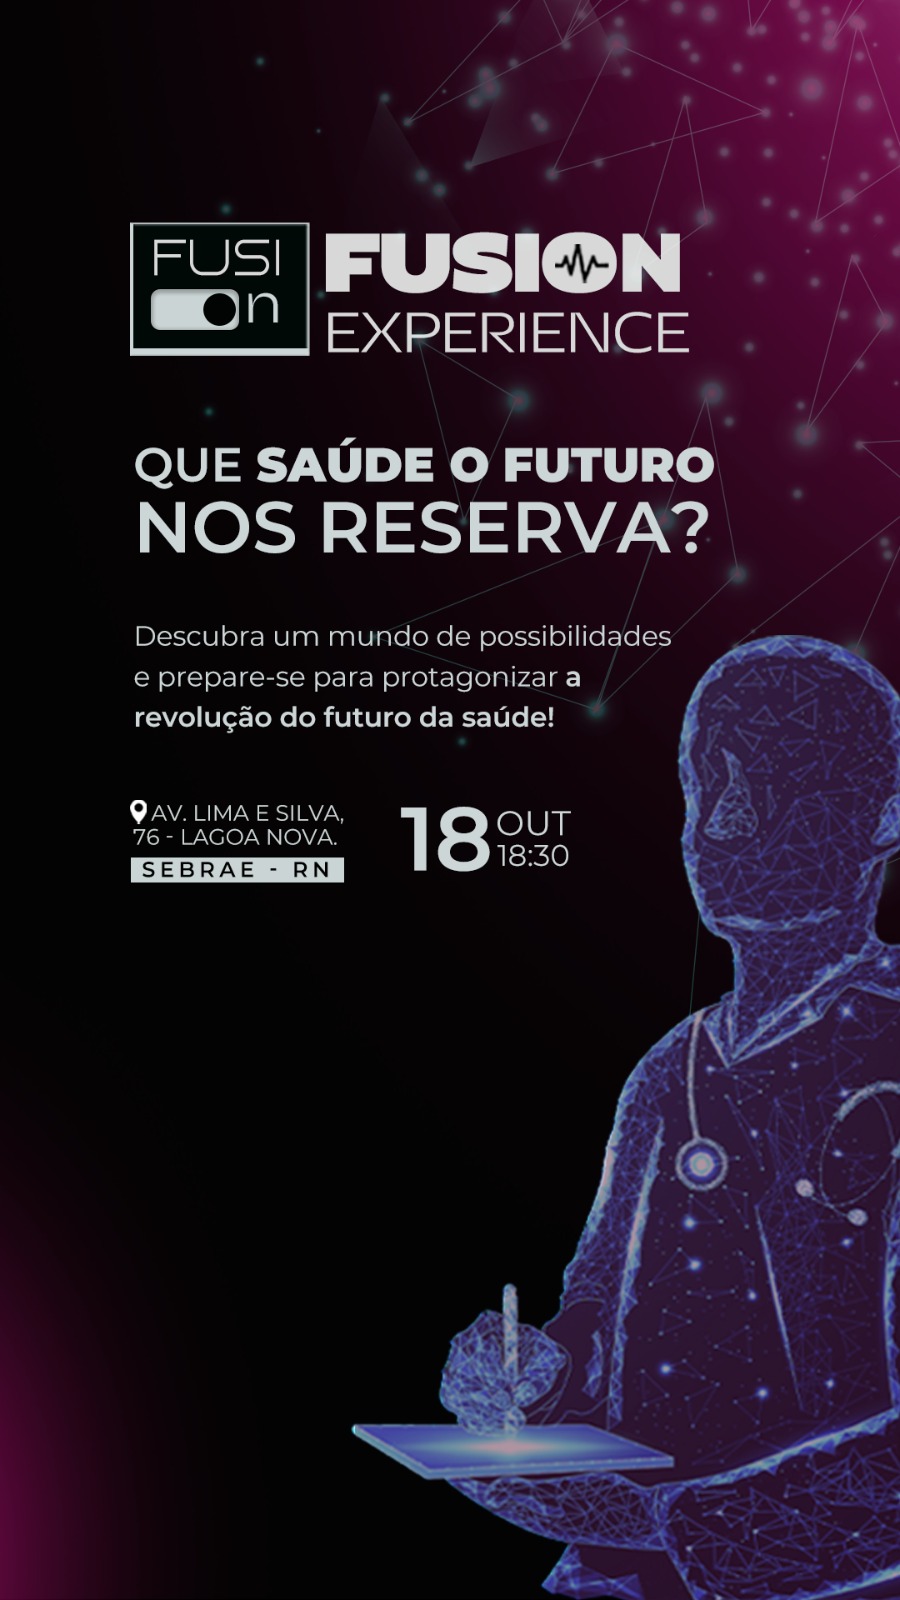 FUSI
on
FUSION
EXPERIENCE
QUE SAÚDE O FUTURO
NOS RESERVA?
Descubra um mundo de possibilidades
e prepare-se para protagonizar a
revolução do futuro da saúde!
AV. LIMA E SILVA,
76 - LAGOA NOVA.
SEBRAE - RN
18 OUT
18:30